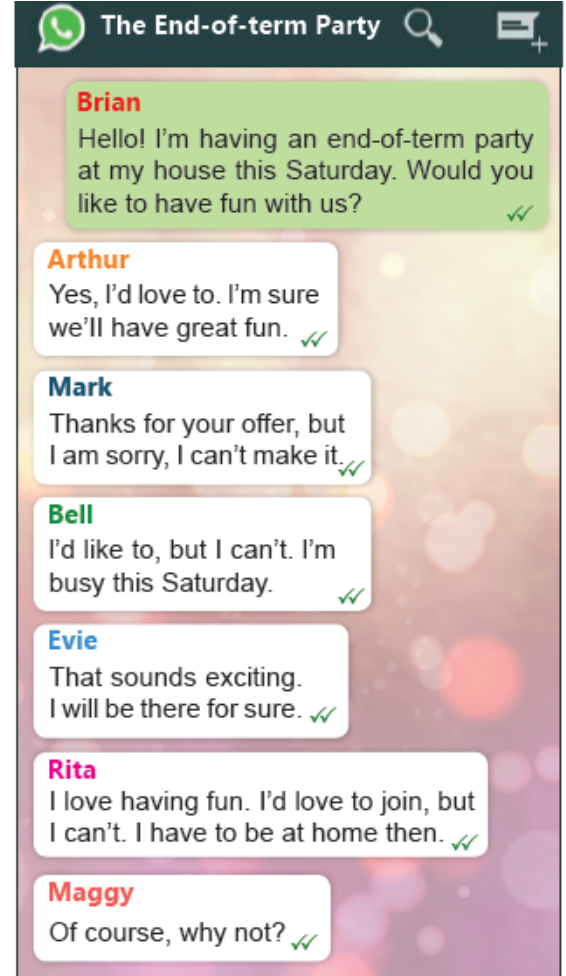 The End-of-term Party
Brian
Hello! I'm having an end-of-term party
at my house this Saturday. Would you
like to have fun with us?
Arthur
Yes, I'd love to. I'm sure
we'll have great fun.
Mark
Thanks for your offer, but
I am sorry, I can't make it.
Bell
I'd like to, but I can't. I'm
busy this Saturday.
Evie
That sounds exciting.
I will be there for sure.
Rita
I love having fun. I'd love to join, but
I can't. I have to be at home then.
Maggy
Of course, why not?